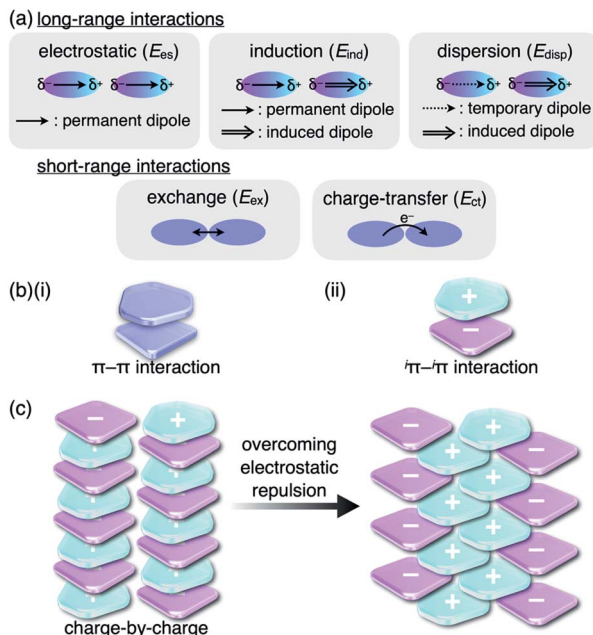 (a) long-range interactions
electrostatic (Ees)
δ− δ+ δ− δ+
: permanent dipole
induction (Eind)
δ− δ+ δ− δ+
: permanent dipole
: induced dipole
dispersion (Edisp)
δ− δ+ δ− δ+
: temporary dipole
: induced dipole
short-range interactions
exchange (Eex)
charge-transfer (Ect)
e−
(b)(i)
π–π interaction
(ii)
+
−
iπ–iπ interaction
(c)
− +
charge-by-charge
overcoming
electrostatic
repulsion
− +
+ −
− +
+ −
− +
+ −
− +
+ −